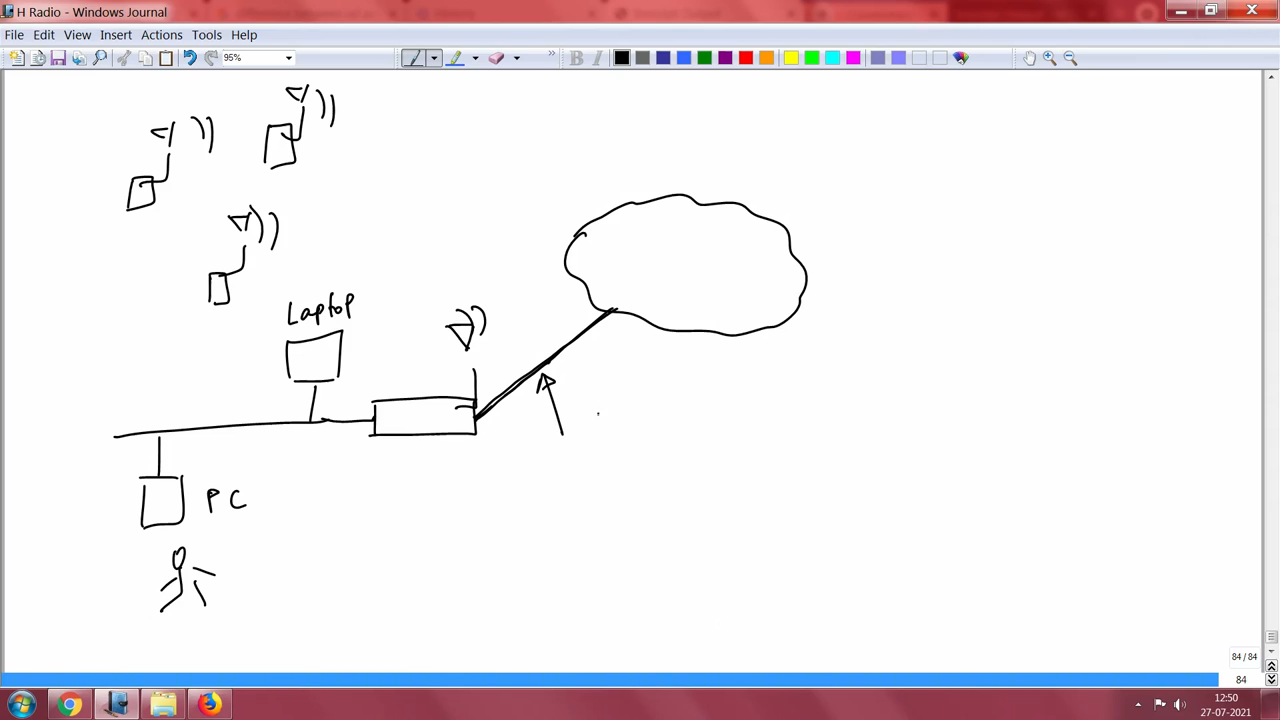 H Radio - Windows Journal
File Edit View Insert Actions Tools Help
95% B I
Laptop
PC
84 / 84
84
12:50
27-07-2021